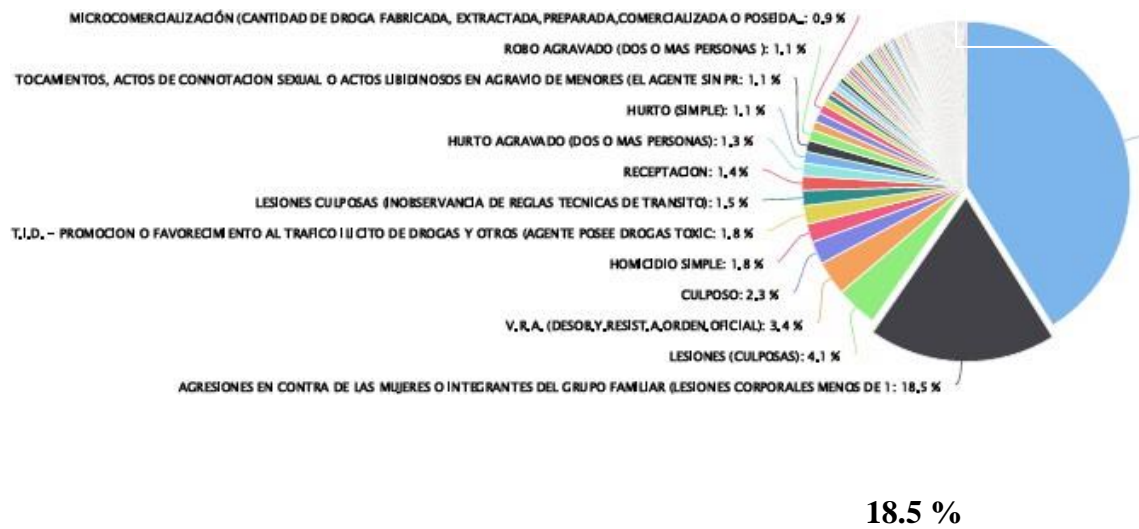 MICROCOMERCIALIZACIÓN (CANTIDAD DE DROGA FABRICADA, EXTRACTADA,PREPARADA,COMERCIALIZADA O POSEIDA_: 0.9 %
ROBO AGRAVADO (DOS O MAS PERSONAS ): 1.1 %
TOCAMIENTOS, ACTOS DE CONNOTACION SEXUAL O ACTOS LIBIDINOSOS EN AGRAVIO DE MENORES (EL AGENTE SIN PR: 1.1 %
HURTO (SIMPLE): 1.1 %
HURTO AGRAVADO (DOS O MAS PERSONAS): 1.3 %
RECEPTACION: 1.4 %
LESIONES CULPOSAS (INOBSERVANCIA DE REGLAS TECNICAS DE TRANSITO): 1.5 %
T.I.D. - PROMOCION O FAVORECIMIENTO AL TRAFICO ILICITO DE DROGAS Y OTROS (AGENTE POSEE DROGAS TOXIC: 1.8 %
HOMICIDIO SIMPLE: 1.8 %
CULPOSO: 2.3 %
V.R.A. (DESOB.Y.RESIST.A.ORDEN.OFICIAL): 3.4 %
LESIONES (CULPOSAS): 4.1 %
AGRESIONES EN CONTRA DE LAS MUJERES O INTEGRANTES DEL GRUPO FAMILIAR (LESIONES CORPORALES MENOS DE 1: 18.5 %
18.5 %